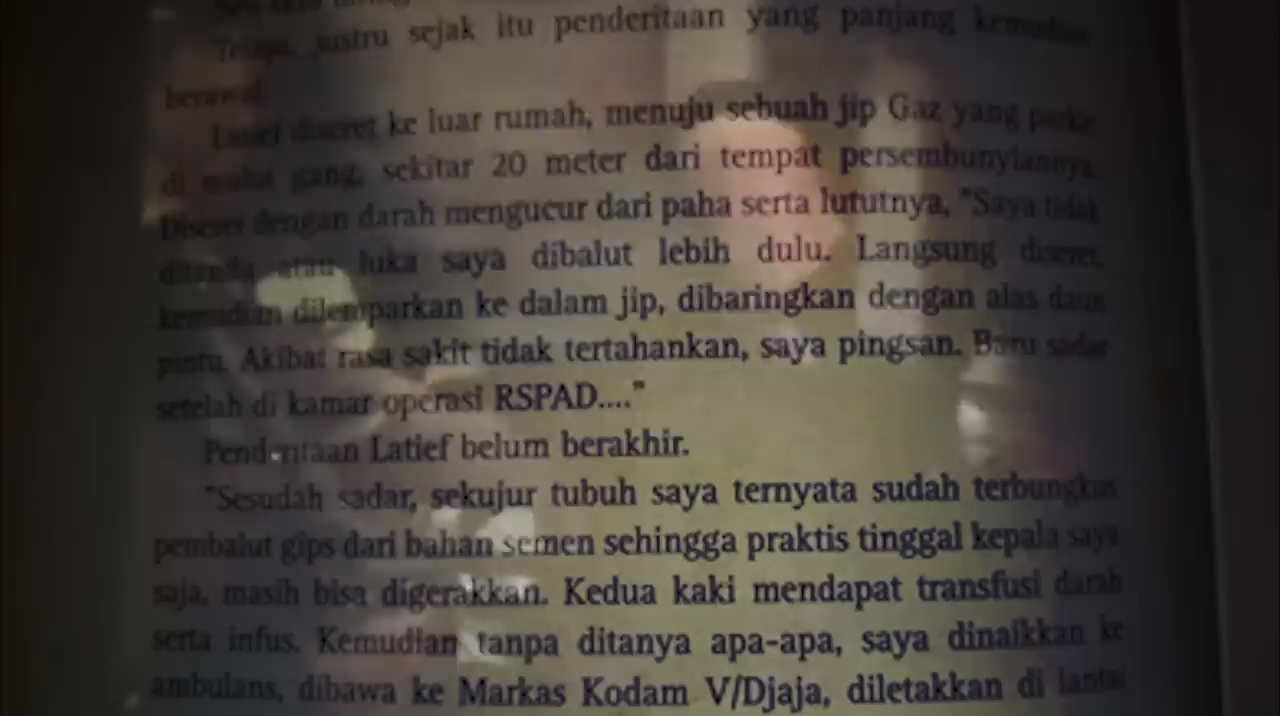 justru sejak itu penderitaan yang panjang kemudian
berawal.
Latief diseret ke luar rumah, menuju sebuah jip Gaz yang parkir
di mulut gang, sekitar 20 meter dari tempat persembunyiannya.
Diseret dengan darah mengucur dari paha serta lututnya, "Saya tidak
ditandu atau luka saya dibalut lebih dulu. Langsung diseret,
kemudian dilemparkan ke dalam jip, dibaringkan dengan alas daun
pintu. Akibat rasa sakit tidak tertahankan, saya pingsan. Baru sadar
setelah di kamar operasi RSPAD...."
Penderitaan Latief belum berakhir.
"Sesudah sadar, sekujur tubuh saya ternyata sudah terbungkus
pembalut gips dari bahan semen sehingga praktis tinggal kepala saya
saja, masih bisa digerakkan. Kedua kaki mendapat transfusi darah
serta infus. Kemudian tanpa ditanya apa-apa, saya dinaikkan ke
ambulans, dibawa ke Markas Kodam V/Djaja, diletakkan di lantai